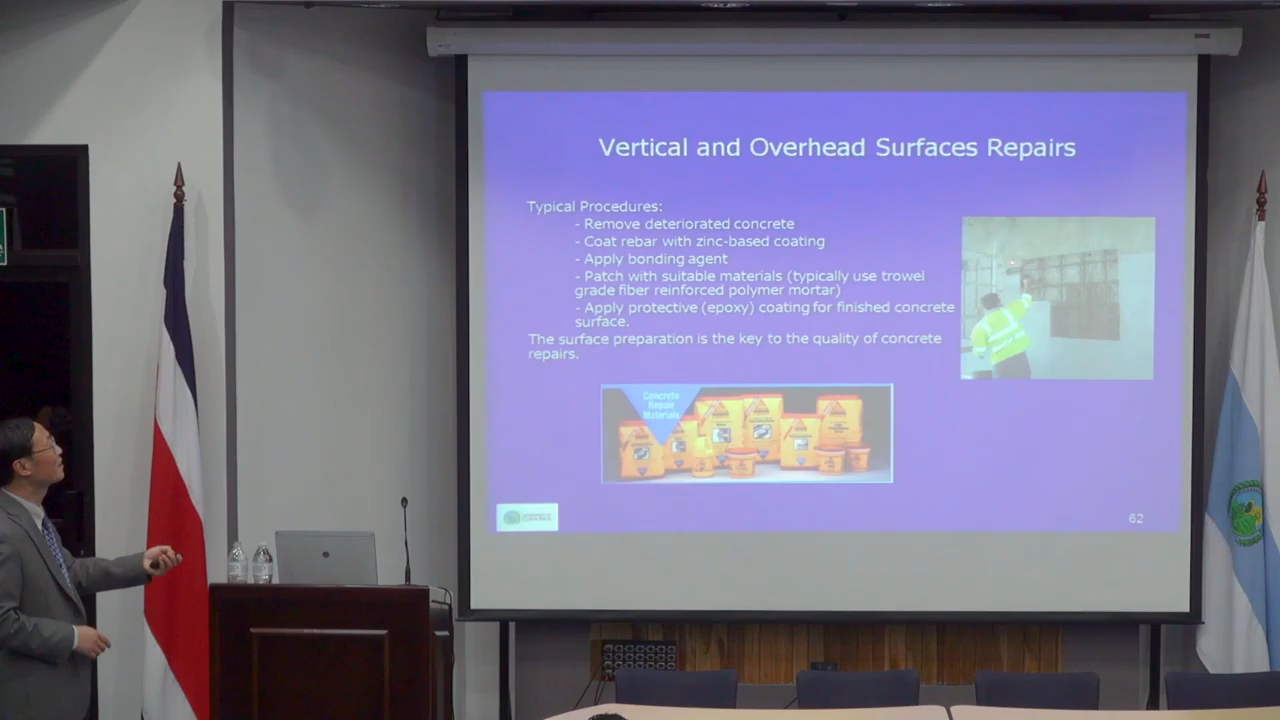 Vertical and Overhead Surfaces Repairs
Typical Procedures:
- Remove deteriorated concrete
- Coat rebar with zinc-based coating
- Apply bonding agent
- Patch with suitable materials (typically use trowel
grade fiber reinforced polymer mortar)
- Apply protective (epoxy) coating for finished concrete
surface.
The surface preparation is the key to the quality of concrete
repairs.
Concrete
Repair
Materials
62